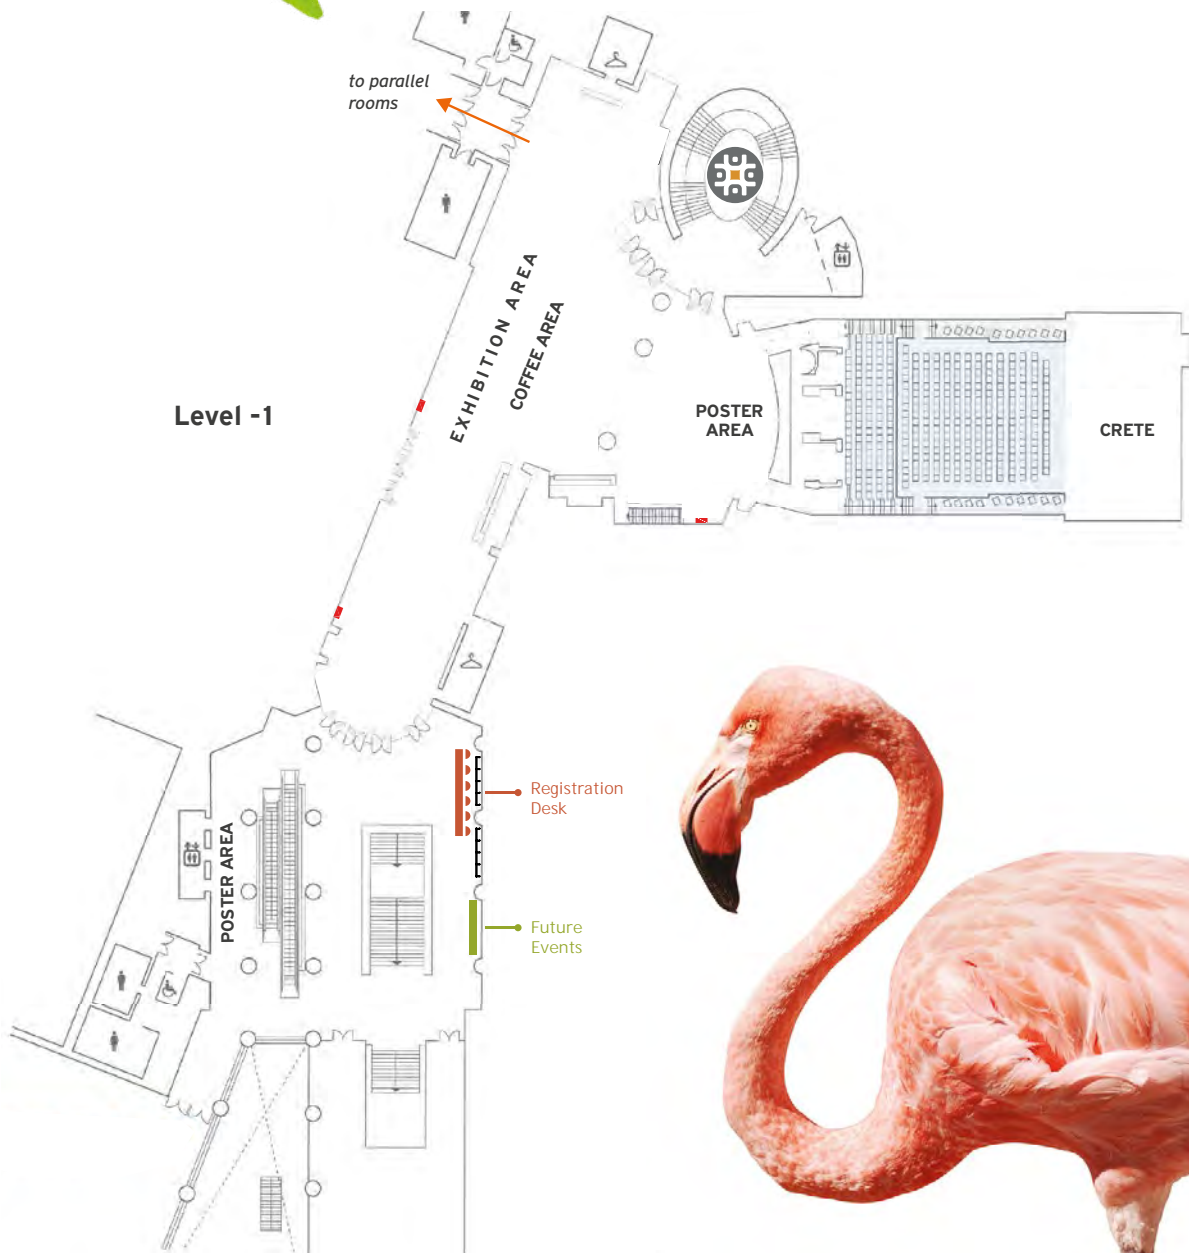 to parallel
rooms
EXHIBITION AREA
COFFEE AREA
Level -1
POSTER
AREA
CRETE
Registration
Desk
POSTER AREA
Future
Events